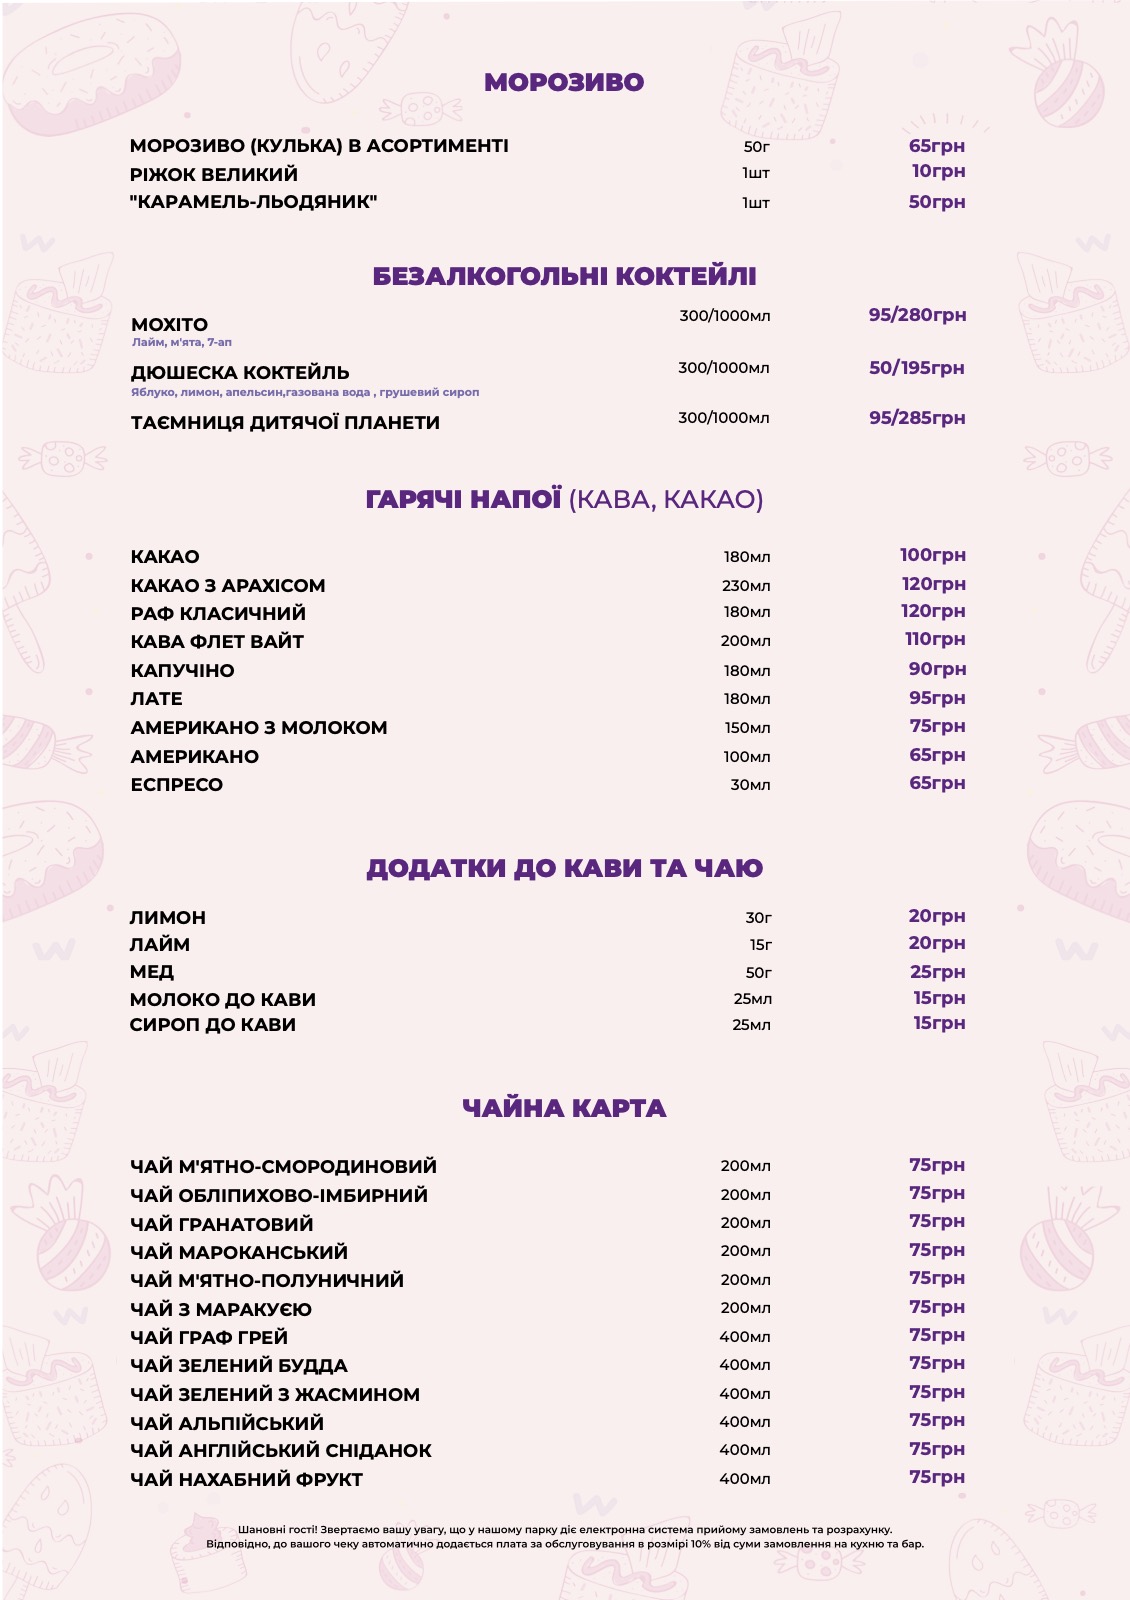 МОРОЗИВО
МОРОЗИВО (КУЛЬКА) В АСОРТИМЕНТІ 50г 65грн
РІЖОК ВЕЛИКИЙ 1шт 10грн
"КАРАМЕЛЬ-ЛЬОДЯНИК" 1шт 50грн
БЕЗАЛКОГОЛЬНІ КОКТЕЙЛІ
МОХІТО 300/1000мл 95/280грн
Лайм, м'ята, 7-ап
ДЮШЕСКА КОКТЕЙЛЬ 300/1000мл 50/195грн
Яблуко, лимон, апельсин,газована вода , грушевий сироп
ТАЄМНИЦЯ ДИТЯЧОЇ ПЛАНЕТИ 300/1000мл 95/285грн
ГАРЯЧІ НАПОЇ (КАВА, КАКАО)
КАКАО 180мл 100грн
КАКАО З АРАХІСОМ 230мл 120грн
РАФ КЛАСИЧНИЙ 180мл 120грн
КАВА ФЛЕТ ВАЙТ 200мл 110грн
КАПУЧІНО 180мл 90грн
ЛАТЕ 180мл 95грн
АМЕРИКАНО З МОЛОКОМ 150мл 75грн
АМЕРИКАНО 100мл 65грн
ЕСПРЕСО 30мл 65грн
ДОДАТКИ ДО КАВИ ТА ЧАЮ
ЛИМОН 30г 20грн
ЛАЙМ 15г 20грн
МЕД 50г 25грн
МОЛОКО ДО КАВИ 25мл 15грн
СИРОП ДО КАВИ 25мл 15грн
ЧАЙНА КАРТА
ЧАЙ М'ЯТНО-СМОРОДИНОВИЙ 200мл 75грн
ЧАЙ ОБЛІПИХОВО-ІМБИРНИЙ 200мл 75грн
ЧАЙ ГРАНАТОВИЙ 200мл 75грн
ЧАЙ МАРОКАНСЬКИЙ 200мл 75грн
ЧАЙ М'ЯТНО-ПОЛУНИЧНИЙ 200мл 75грн
ЧАЙ З МАРАКУЄЮ 200мл 75грн
ЧАЙ ГРАФ ГРЕЙ 400мл 75грн
ЧАЙ ЗЕЛЕНИЙ БУДДА 400мл 75грн
ЧАЙ ЗЕЛЕНИЙ З ЖАСМИНОМ 400мл 75грн
ЧАЙ АЛЬПІЙСЬКИЙ 400мл 75грн
ЧАЙ АНГЛІЙСЬКИЙ СНІДАНОК 400мл 75грн
ЧАЙ НАХАБНИЙ ФРУКТ 400мл 75грн
Шановні гості! Звертаємо вашу увагу, що у нашому парку діє електронна система прийому замовлень та розрахунку.
Відповідно, до вашого чеку автоматично додається плата за обслуговування в розмірі 10% від суми замовлення на кухню та бар.